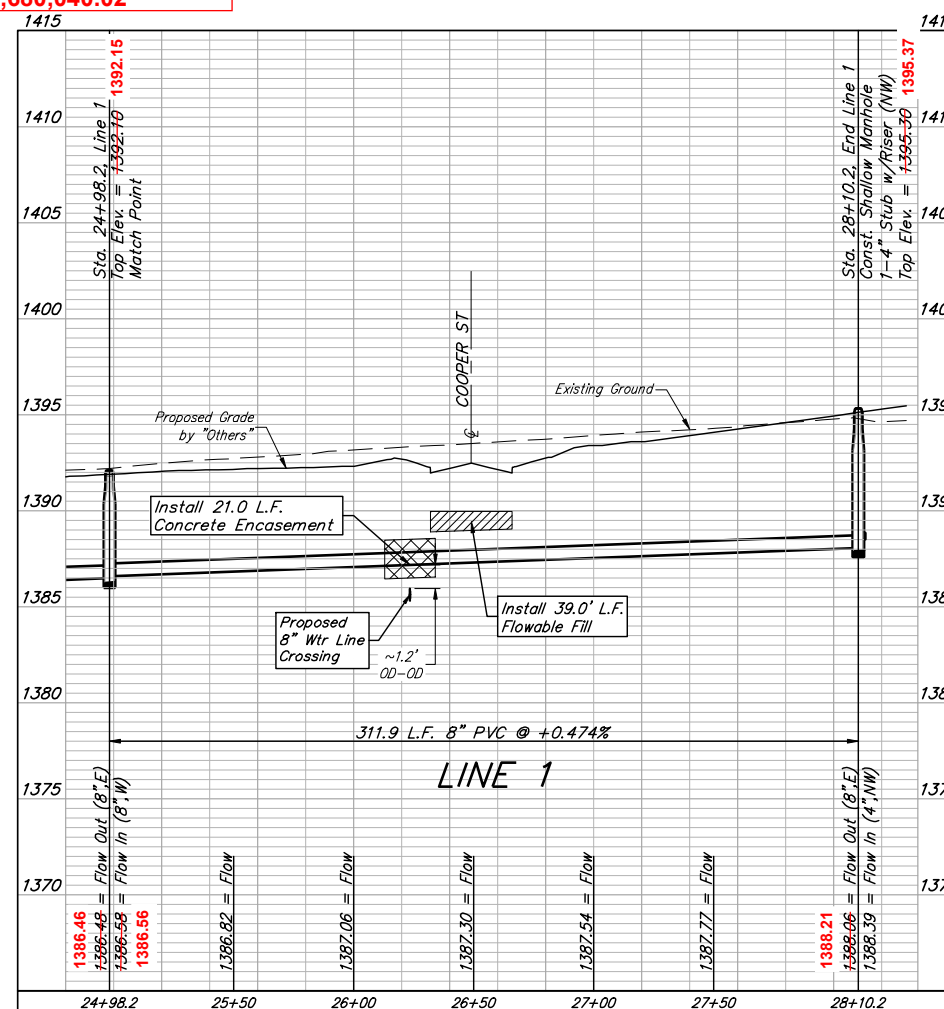 ,680,040.02
1415
1410
1405
1400
1395
1390
1385
1380
1375
1370
Sta. 24+98.2, Line 1
Top Elev. = 1392.10
1392.15
Match Point
COOPER ST
Sta. 28+10.2, End Line 1
Const. Shallow Manhole
1-4" Stub w/Riser (NW)
Top Elev. = 1395.30
1395.37
Proposed Grade
by "Others"
Existing Ground
Install 21.0 L.F.
Concrete Encasement
Install 39.0' L.F.
Flowable Fill
Proposed
8" Wtr Line
Crossing
~1.2'
OD-OD
311.9 L.F. 8" PVC @ +0.474%
LINE 1
1386.46
1386.48 = Flow Out (8",E)
1386.58 = Flow In (8",W)
1386.56
1386.82 = Flow
1387.06 = Flow
1387.30 = Flow
1387.54 = Flow
1387.77 = Flow
1388.21
1388.06 = Flow Out (8",E)
1388.39 = Flow In (4",NW)
24+98.2 25+50 26+00 26+50 27+00 27+50 28+10.2